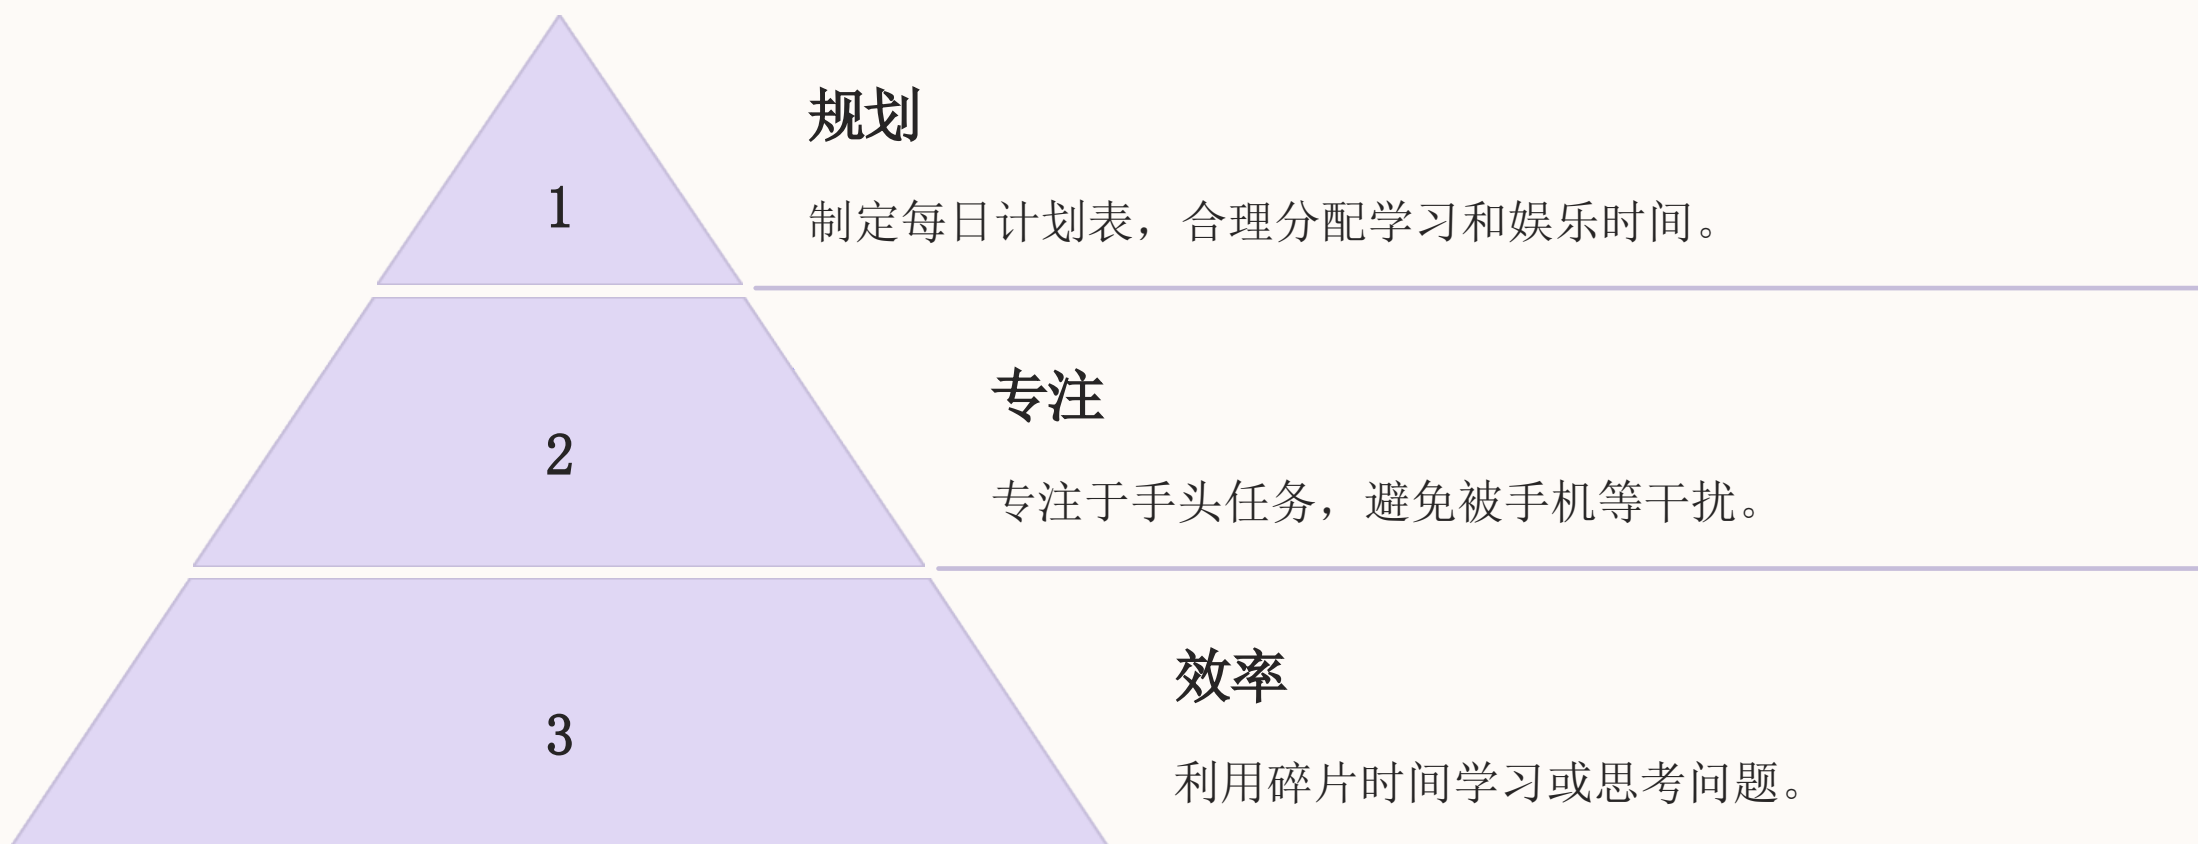 规划
1
制定每日计划表，合理分配学习和娱乐时间。
专注
2
专注于手头任务，避免被手机等干扰。
效率
3
利用碎片时间学习或思考问题。